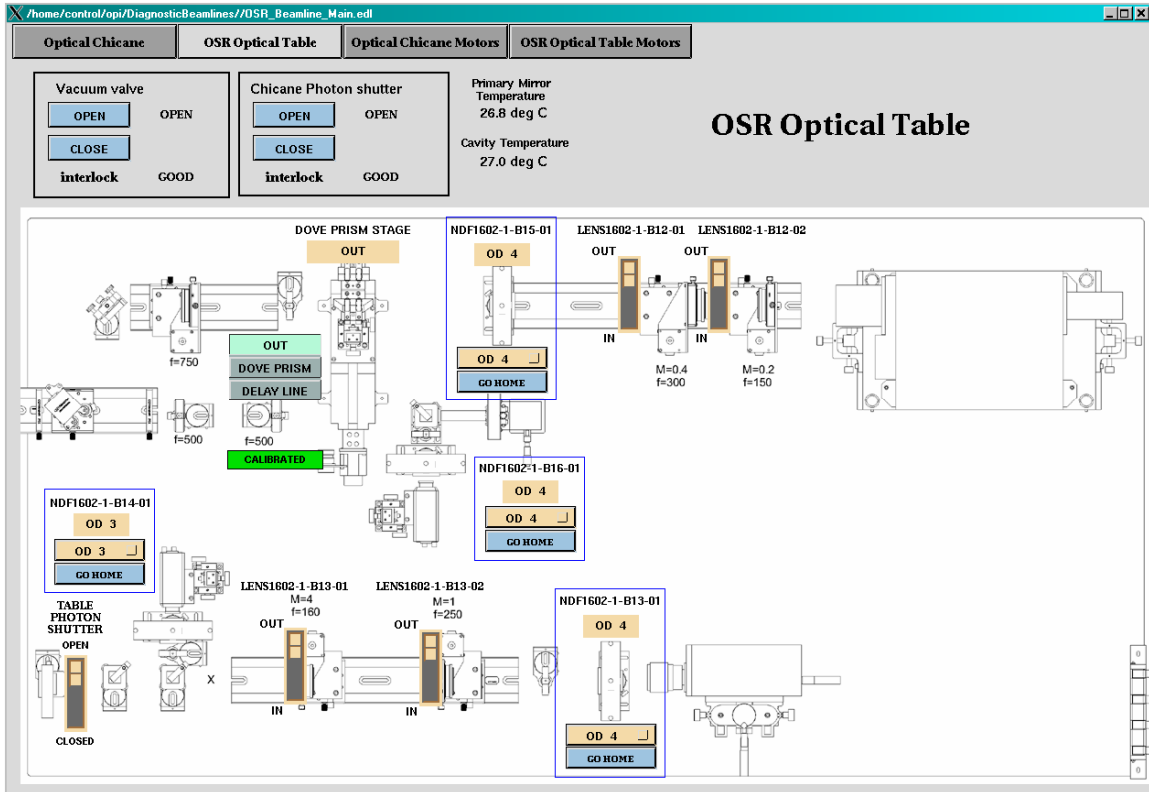 /home/control/opi/DiagnosticBeamlines//OSR_Beamline_Main.edl
Optical Chicane
OSR Optical Table
Optical Chicane Motors
OSR Optical Table Motors
Vacuum valve
OPEN
OPEN
CLOSE
interlock
GOOD
Chicane Photon shutter
OPEN
OPEN
CLOSE
interlock
GOOD
Primary Mirror
Temperature
26.8 deg C
Cavity Temperature
27.0 deg C
OSR Optical Table
DOVE PRISM STAGE
OUT
NDF1602-1-B15-01
OD 4
OD 4
GO HOME
LENS1602-1-B12-01
OUT
IN
M=0.4
f=300
LENS1602-1-B12-02
OUT
IN
M=0.2
f=150
f=750
OUT
DOVE PRISM
DELAY LINE
f=500
f=500
CALIBRATED
NDF1602-1-B16-01
OD 4
OD 4
GO HOME
NDF1602-1-B14-01
OD 3
OD 3
GO HOME
TABLE
PHOTON
SHUTTER
OPEN
CLOSED
X
LENS1602-1-B13-01
M=4
f=160
OUT
IN
LENS1602-1-B13-02
M=1
f=250
OUT
IN
NDF1602-1-B13-01
OD 4
OD 4
GO HOME